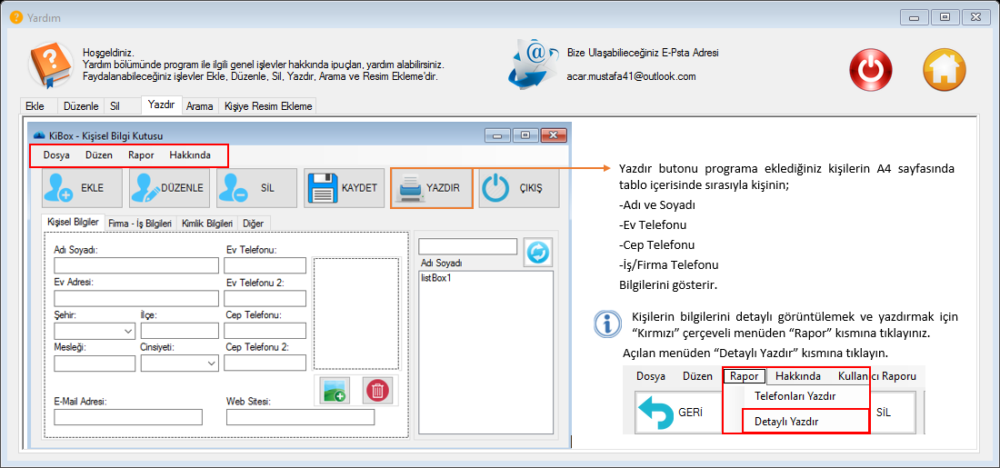 Yardım
Hoşgeldiniz.
Yardım bölümünde program ile ilgili genel işlevler hakkında ipuçları, yardım alabilirsiniz.
Faydalanabileceğiniz işlevler Ekle, Düzenle, Sil, Yazdır, Arama ve Resim Ekleme'dir.
Bize Ulaşabileceğiniz E-Psta Adresi
acar.mustafa41@outlook.com
Ekle Düzenle Sil Yazdır Arama Kişiye Resim Ekleme
KiBox - Kişisel Bilgi Kutusu
Dosya Düzen Rapor Hakkında
EKLE DÜZENLE SİL KAYDET YAZDIR ÇIKIŞ
Kişisel Bilgiler Firma - İş Bilgileri Kimlik Bilgileri Diğer
Adı Soyadı: Ev Telefonu:
Adı Soyadı
listBox1
Ev Adresi: Ev Telefonu 2:
Şehir: İlçe: Cep Telefonu:
Mesleği: Cinsiyeti: Cep Telefonu 2:
E-Mail Adresi: Web Sitesi:
Yazdır butonu programa eklediğiniz kişilerin A4 sayfasında
tablo içerisinde sırasıyla kişinin;
-Adı ve Soyadı
-Ev Telefonu
-Cep Telefonu
-İş/Firma Telefonu
Bilgilerini gösterir.
Kişilerin bilgilerini detaylı görüntülemek ve yazdırmak için
“Kırmızı” çerçeveli menüden “Rapor” kısmına tıklayınız.
Açılan menüden “Detaylı Yazdır” kısmına tıklayın.
Dosya Düzen Rapor Hakkında Kullanıcı Raporu
Telefonları Yazdır
GERİ SİL
Detaylı Yazdır